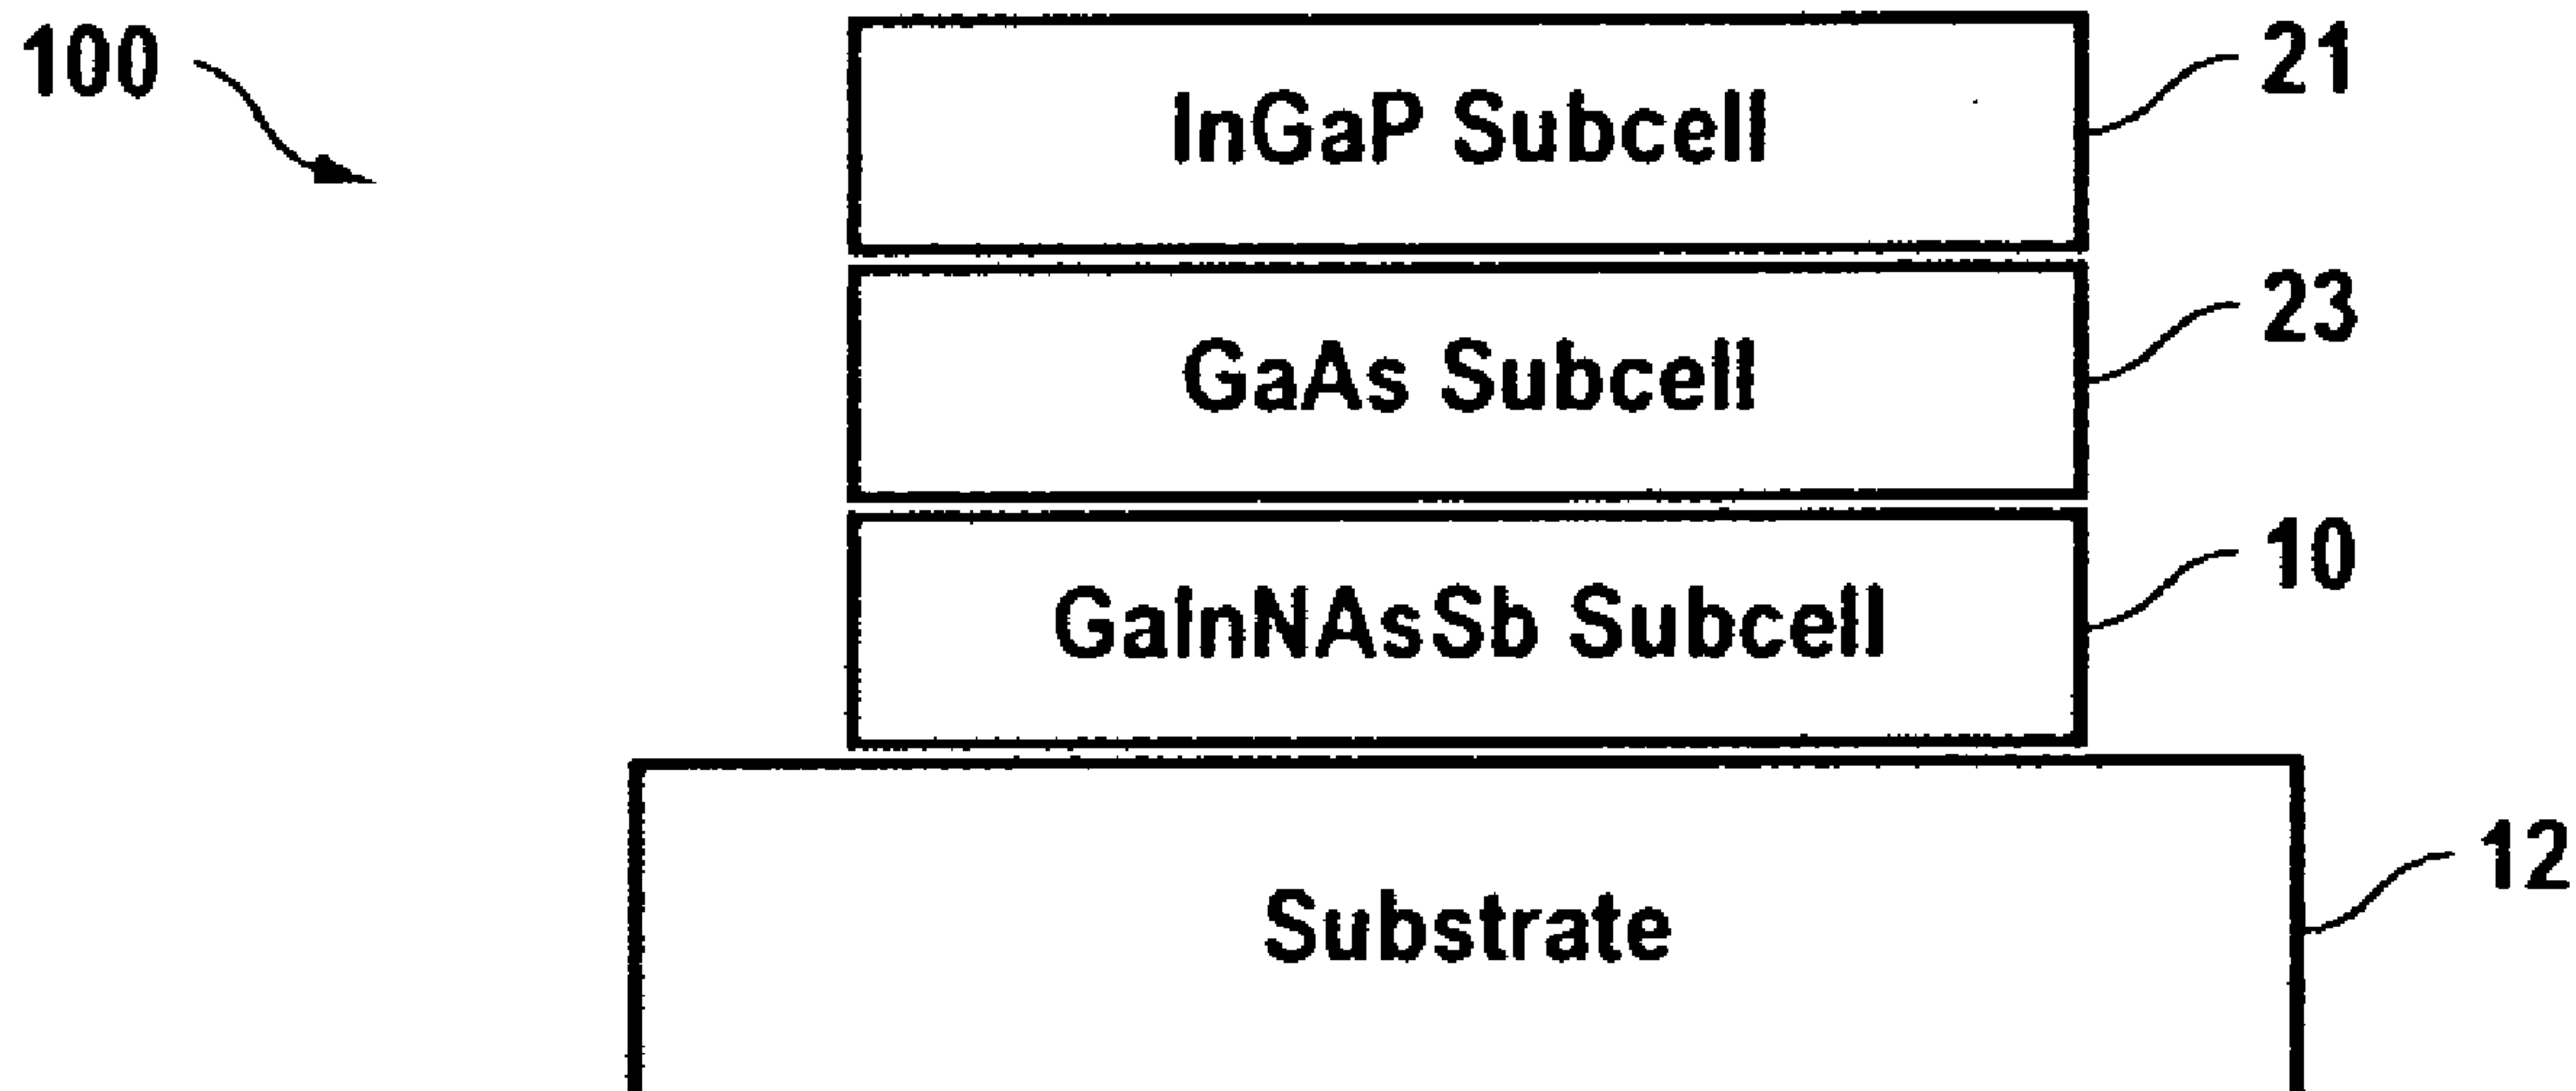 100
InGaP Subcell
21
GaAs Subcell
23
GaInNAsSb Subcell
10
Substrate
12